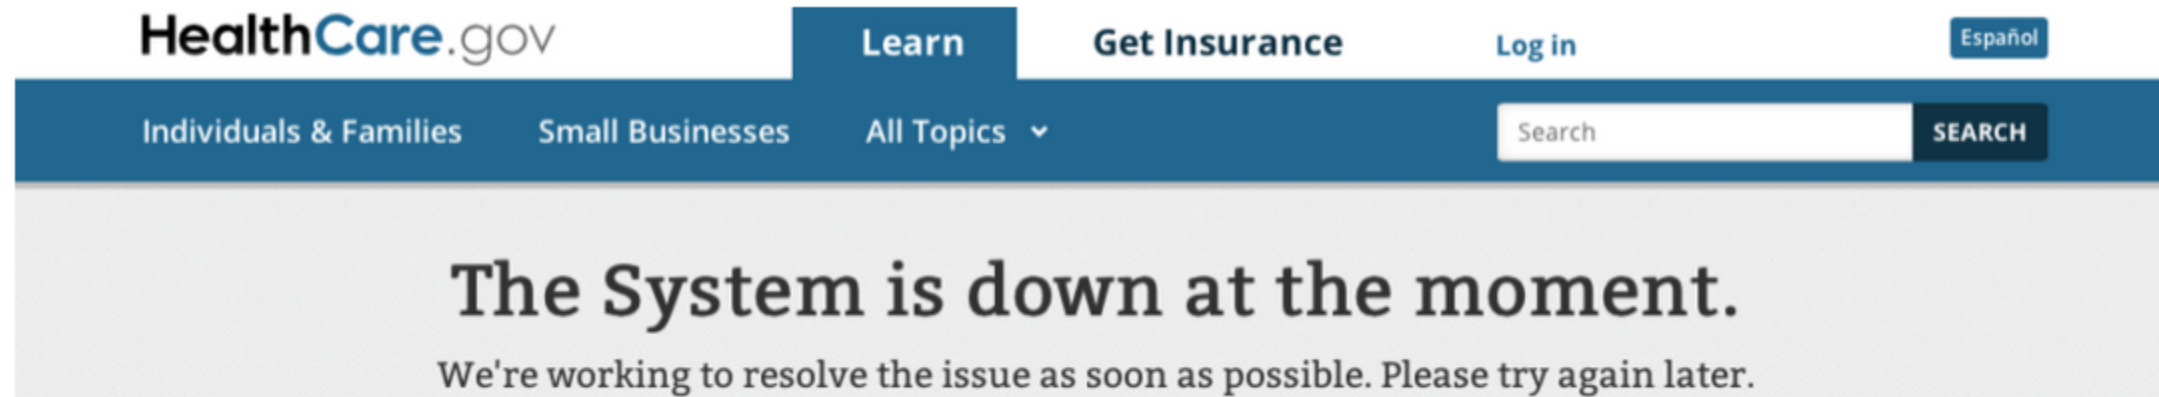 HealthCare.gov Learn Get Insurance Log in Español
Individuals & Families Small Businesses All Topics Search SEARCH
The System is down at the moment.
We're working to resolve the issue as soon as possible. Please try again later.